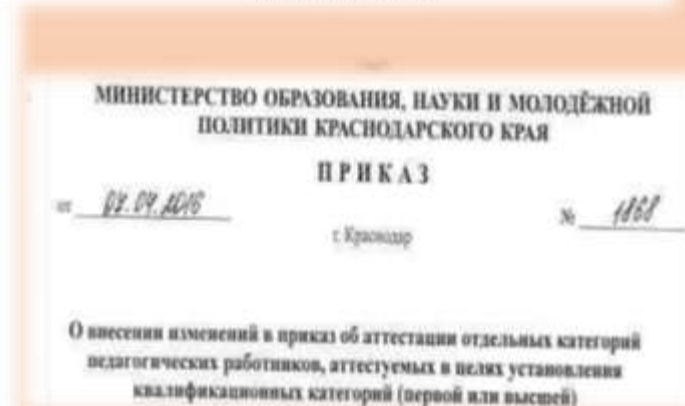 МИНИСТЕРСТВО ОБРАЗОВАНИЯ, НАУКИ И МОЛОДЁЖНОЙ
ПОЛИТИКИ КРАСНОДАРСКОГО КРАЯ
ПРИКАЗ
от № 1868
г. Краснодар
О внесении изменений в приказ об аттестации отдельных категорий
педагогических работников, аттестуемых в целях установления
квалификационных категорий (первой или высшей)